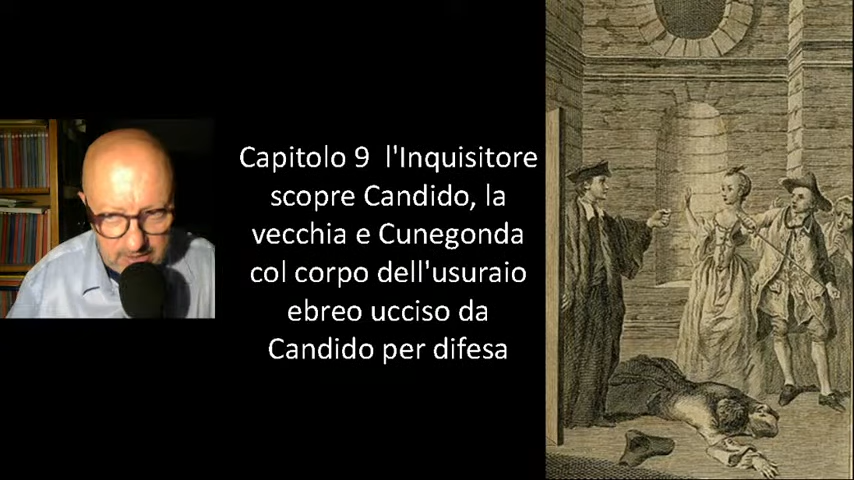 Capitolo 9 l'Inquisitore
scopre Candido, la
vecchia e Cunegonda
col corpo dell'usuraio
ebreo ucciso da
Candido per difesa